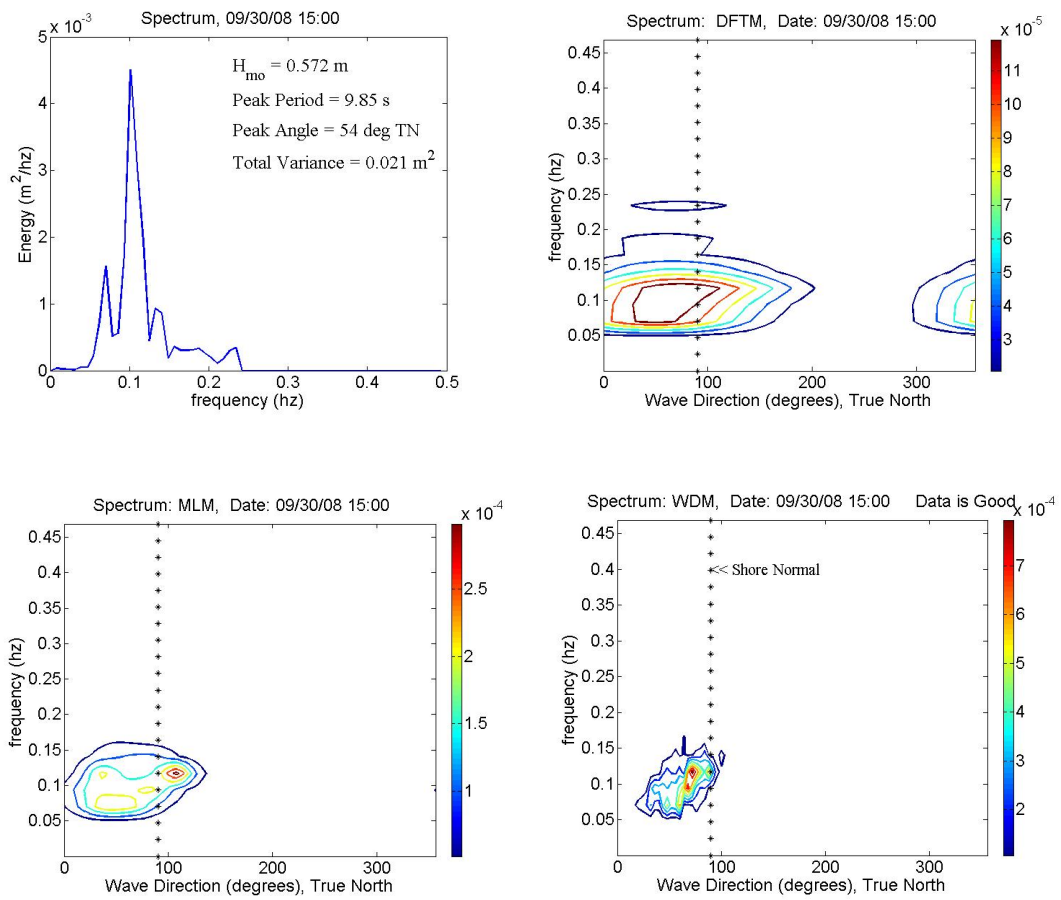 Spectrum, 09/30/08 15:00
x 10-3
5
4
3
2
1
0
0 0.1 0.2 0.3 0.4 0.5
Energy (m2/hz)
frequency (hz)
Hmo = 0.572 m
Peak Period = 9.85 s
Peak Angle = 54 deg TN
Total Variance = 0.021 m2
Spectrum: DFTM, Date: 09/30/08 15:00
x 10-5
0.45
0.4
0.35
0.3
0.25
0.2
0.15
0.1
0.05
0 100 200 300
frequency (hz)
Wave Direction (degrees), True North
11
10
9
8
7
6
5
4
3
Spectrum: MLM, Date: 09/30/08 15:00
x 10-4
0.45
0.4
0.35
0.3
0.25
0.2
0.15
0.1
0.05
0 100 200 300
frequency (hz)
Wave Direction (degrees), True North
2.5
2
1.5
1
Spectrum: WDM, Date: 09/30/08 15:00 Data is Good
x 10-4
<< Shore Normal
0.45
0.4
0.35
0.3
0.25
0.2
0.15
0.1
0.05
0 100 200 300
frequency (hz)
Wave Direction (degrees), True North
7
6
5
4
3
2